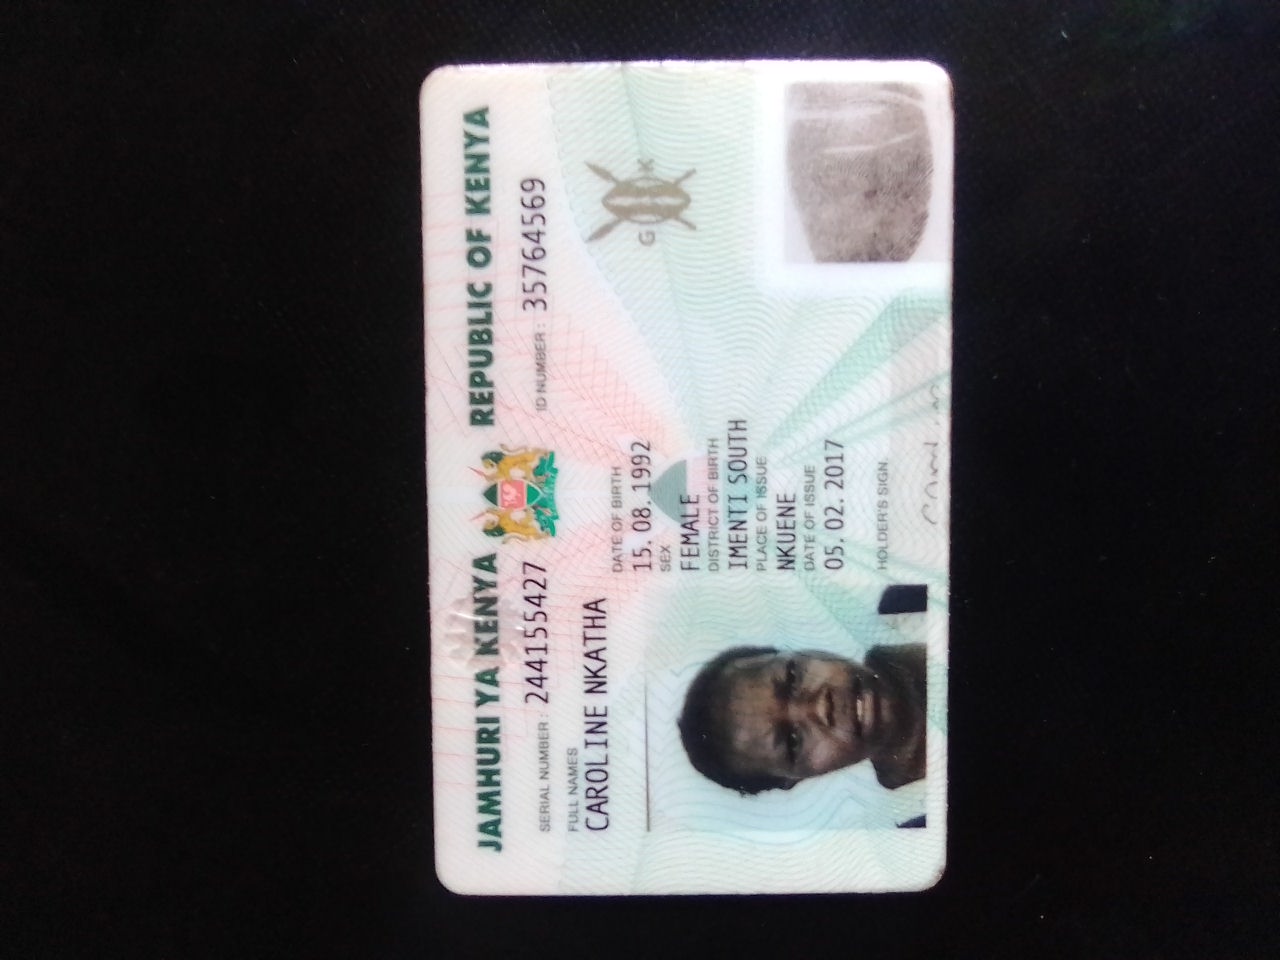 JAMHURI YA KENYA REPUBLIC OF KENYA
SERIAL NUMBER: 244155427 ID NUMBER: 35764569
FULL NAMES
CAROLINE NKATHA
DATE OF BIRTH
15.08.1992
SEX
FEMALE
DISTRICT OF BIRTH
IMENTI SOUTH
PLACE OF ISSUE
NKUENE
DATE OF ISSUE
05.02.2017
HOLDER'S SIGN.
G K